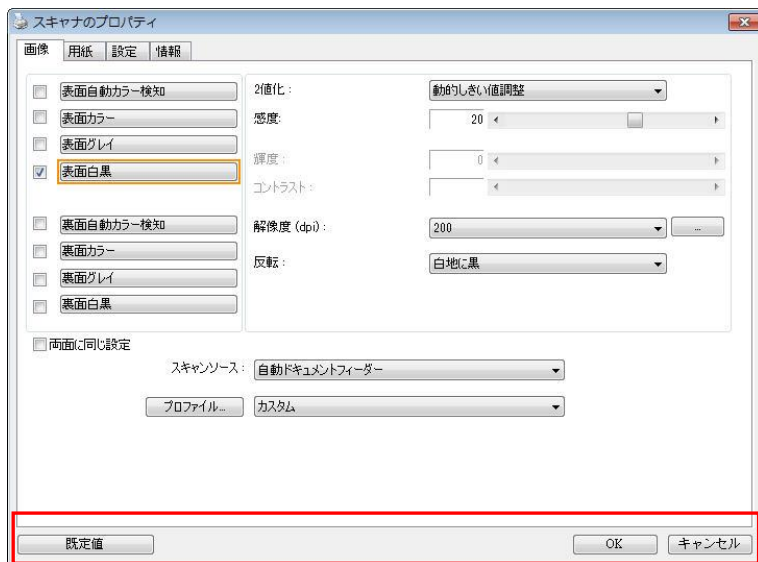 スキャナのプロパティ
画像 用紙 設定 情報
表面自動カラー検知 2値化: 動的しきい値調整
表面カラー 感度: 20
表面グレイ
表面白黒 輝度: 0
コントラスト:
裏面自動カラー検知 解像度 (dpi): 200 ...
裏面カラー 反転: 白地に黒
裏面グレイ
裏面白黒
両面に同じ設定
スキャンソース: 自動ドキュメントフィーダー
プロファイル... カスタム
既定値 OK キャンセル